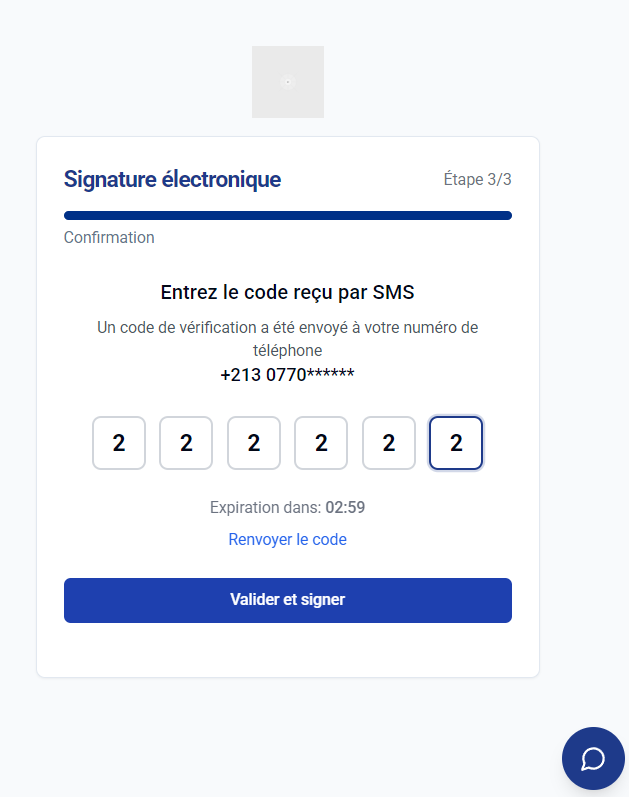 Signature électronique
Étape 3/3
Confirmation
Entrez le code reçu par SMS
Un code de vérification a été envoyé à votre numéro de
téléphone
+213 0770******
2 2 2 2 2 2
Expiration dans: 02:59
Renvoyer le code
Valider et signer